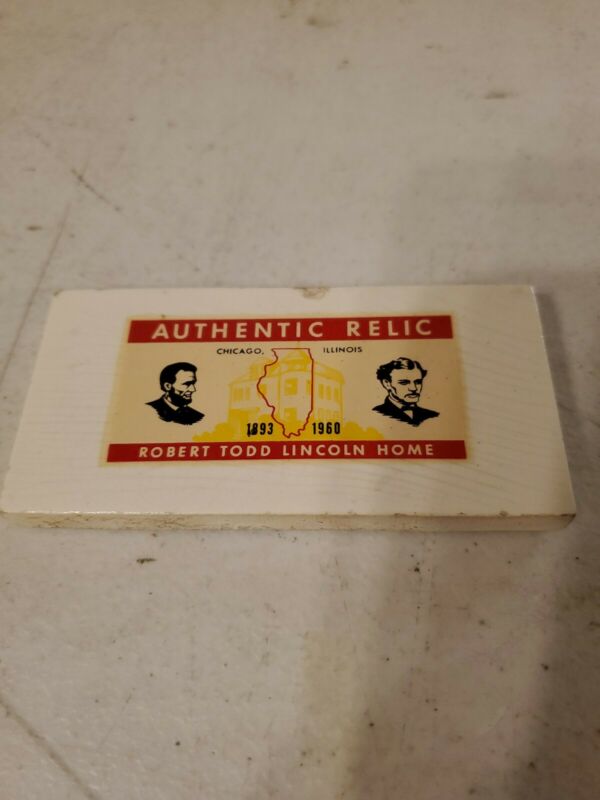 AUTHENTIC RELIC
CHICAGO, ILLINOIS
1893 1960
ROBERT TODD LINCOLN HOME